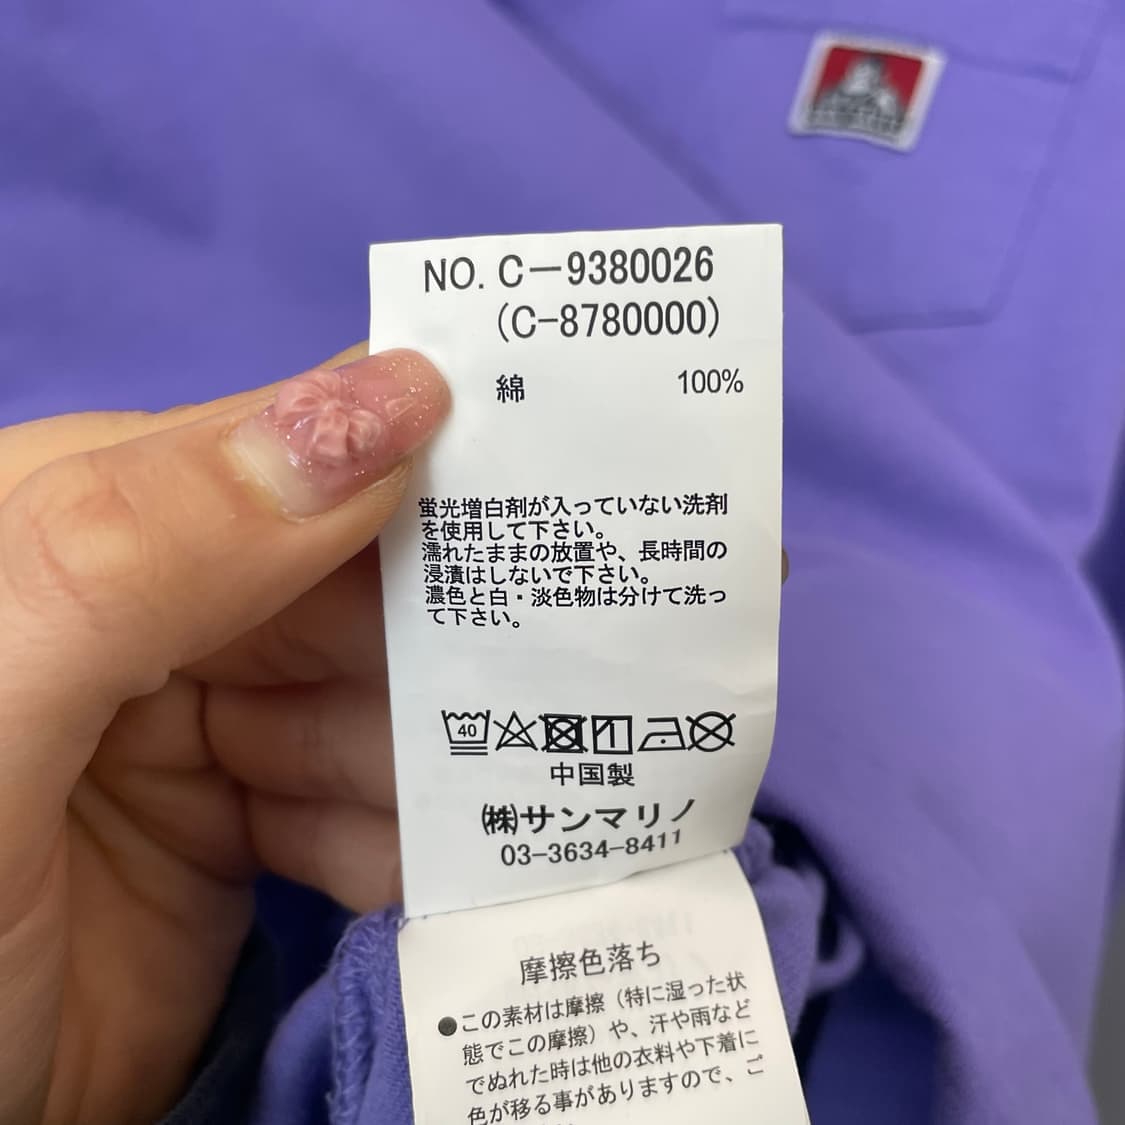 NO. C－9380026
(C-8780000)
綿 100%
蛍光増白剤が入っていない洗剤
を使用して下さい。
濡れたままの放置や、長時間の
浸漬はしないで下さい。
濃色と白・淡色物は分けて洗っ
て下さい。
40
中国製
㈱サンマリノ
03-3634-8411
摩擦色落ち
●この素材は摩擦（特に湿った状
態でこの摩擦）や、汗や雨など
でぬれた時は他の衣料や下着に
色が移る事がありますので、ご